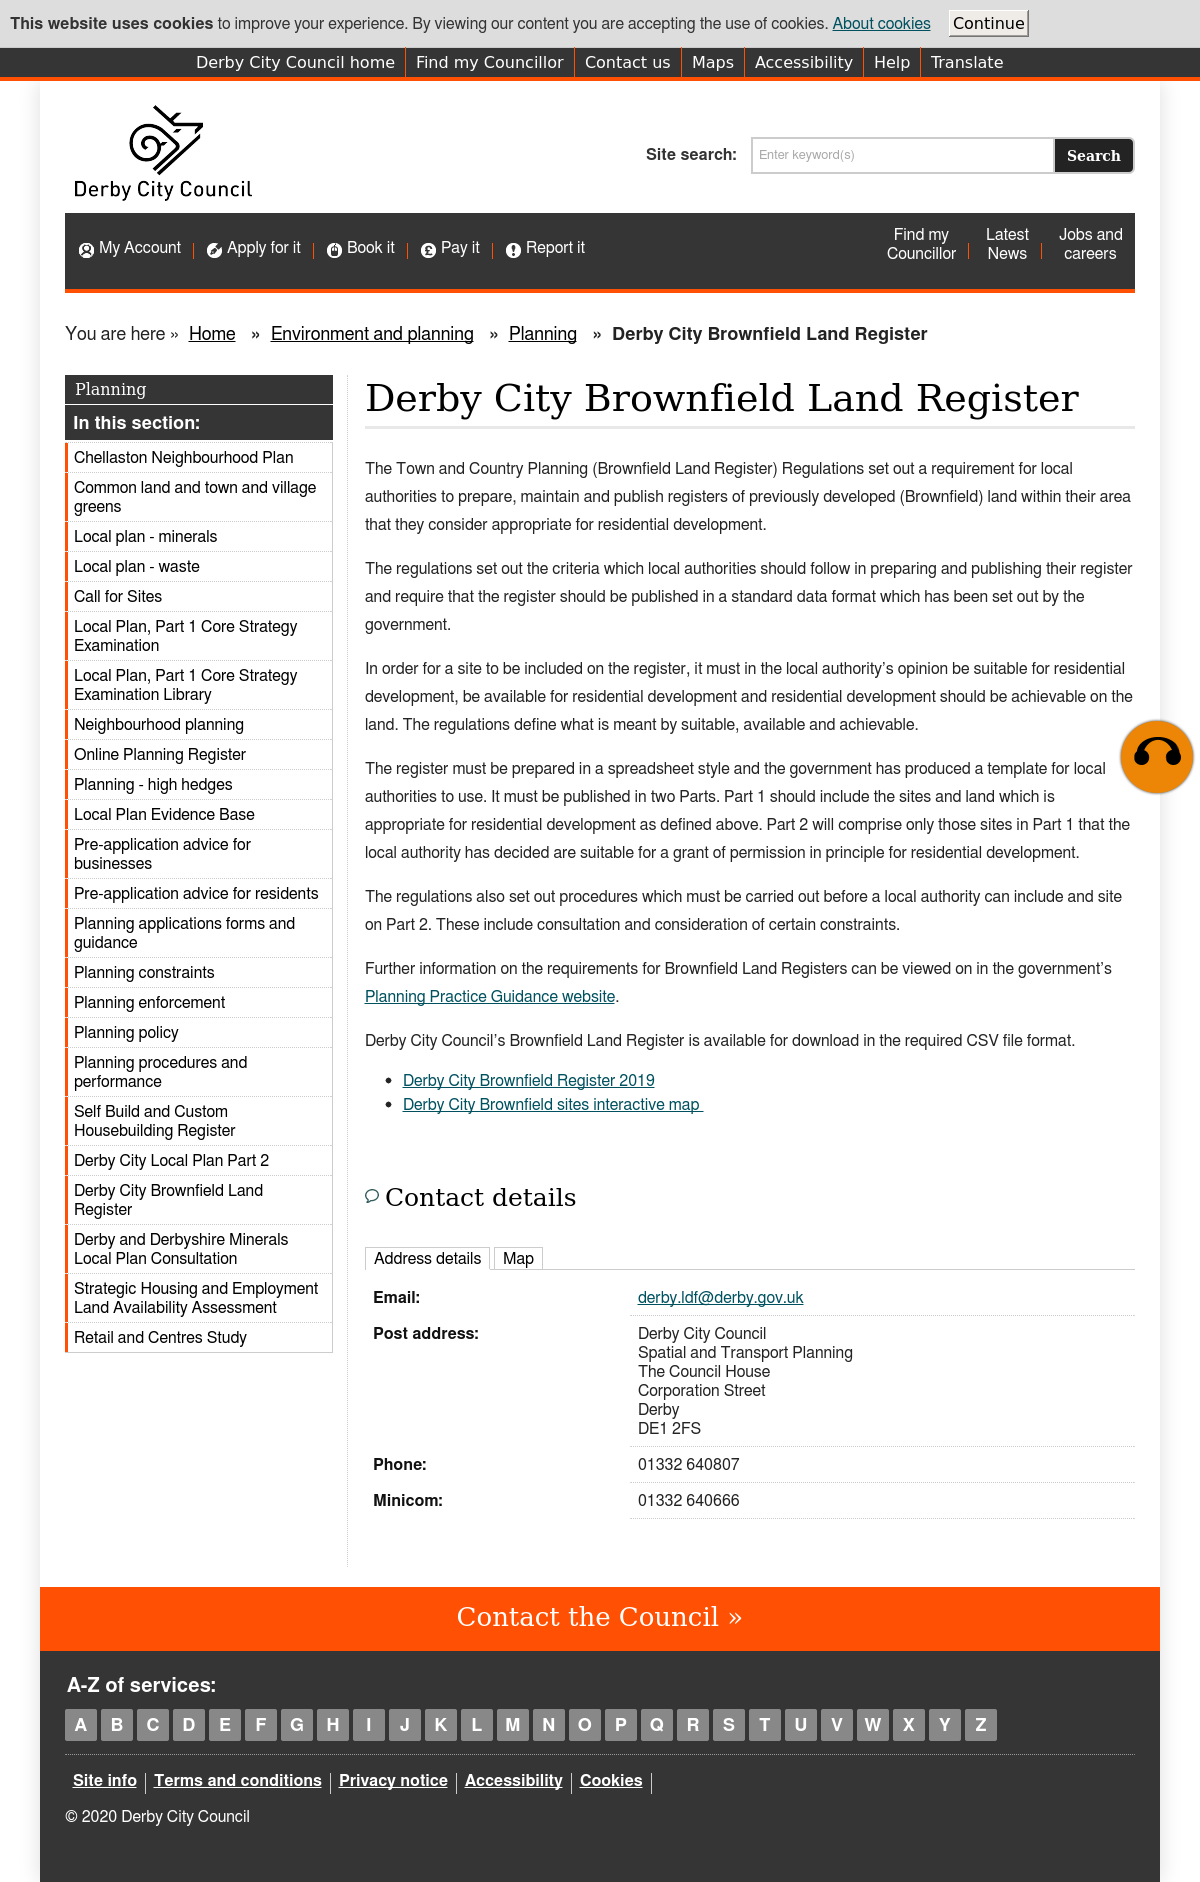 This website uses cookies to improve your experience. By viewing our content you are accepting the use of cookies. About cookies Continue
Derby City Council home Find my Councillor Contact us Maps Accessibility Help Translate
Derby City Council
Site search: Enter keyword(s) Search
My Account Apply for it Book it Pay it Report it
Find my Councillor
Latest News
Jobs and careers
You are here » Home » Environment and planning » Planning » Derby City Brownfield Land Register
Planning
In this section:
Chellaston Neighbourhood Plan
Common land and town and village
greens
Local plan - minerals
Local plan - waste
Call for Sites
Local Plan, Part 1 Core Strategy
Examination
Local Plan, Part 1 Core Strategy
Examination Library
Neighbourhood planning
Online Planning Register
Planning - high hedges
Local Plan Evidence Base
Pre-application advice for
businesses
Pre-application advice for residents
Planning applications forms and
guidance
Planning constraints
Planning enforcement
Planning policy
Planning procedures and
performance
Self Build and Custom
Housebuilding Register
Derby City Local Plan Part 2
Derby City Brownfield Land
Register
Derby and Derbyshire Minerals
Local Plan Consultation
Strategic Housing and Employment
Land Availability Assessment
Retail and Centres Study
Derby City Brownfield Land Register
The Town and Country Planning (Brownfield Land Register) Regulations set out a requirement for local
authorities to prepare, maintain and publish registers of previously developed (Brownfield) land within their area
that they consider appropriate for residential development.
The regulations set out the criteria which local authorities should follow in preparing and publishing their register
and require that the register should be published in a standard data format which has been set out by the
government.
In order for a site to be included on the register, it must in the local authority's opinion be suitable for residential
development, be available for residential development and residential development should be achievable on the
land. The regulations define what is meant by suitable, available and achievable.
The register must be prepared in a spreadsheet style and the government has produced a template for local
authorities to use. It must be published in two Parts. Part 1 should include the sites and land which is
appropriate for residential development as defined above. Part 2 will comprise only those sites in Part 1 that the
local authority has decided are suitable for a grant of permission in principle for residential development.
The regulations also set out procedures which must be carried out before a local authority can include and site
on Part 2. These include consultation and consideration of certain constraints.
Further information on the requirements for Brownfield Land Registers can be viewed on in the government's
Planning Practice Guidance website.
Derby City Council's Brownfield Land Register is available for download in the required CSV file format.
• Derby City Brownfield Register 2019
• Derby City Brownfield sites interactive map
Contact details
Address details Map
Email: derby.ldf@derby.gov.uk
Post address: Derby City Council
Spatial and Transport Planning
The Council House
Corporation Street
Derby
DE1 2FS
Phone: 01332 640807
Minicom: 01332 640666
Contact the Council »
A-Z of services:
A B C D E F G H I J K L M N O P Q R S T U V W X Y Z
Site info Terms and conditions Privacy notice Accessibility Cookies
© 2020 Derby City Council